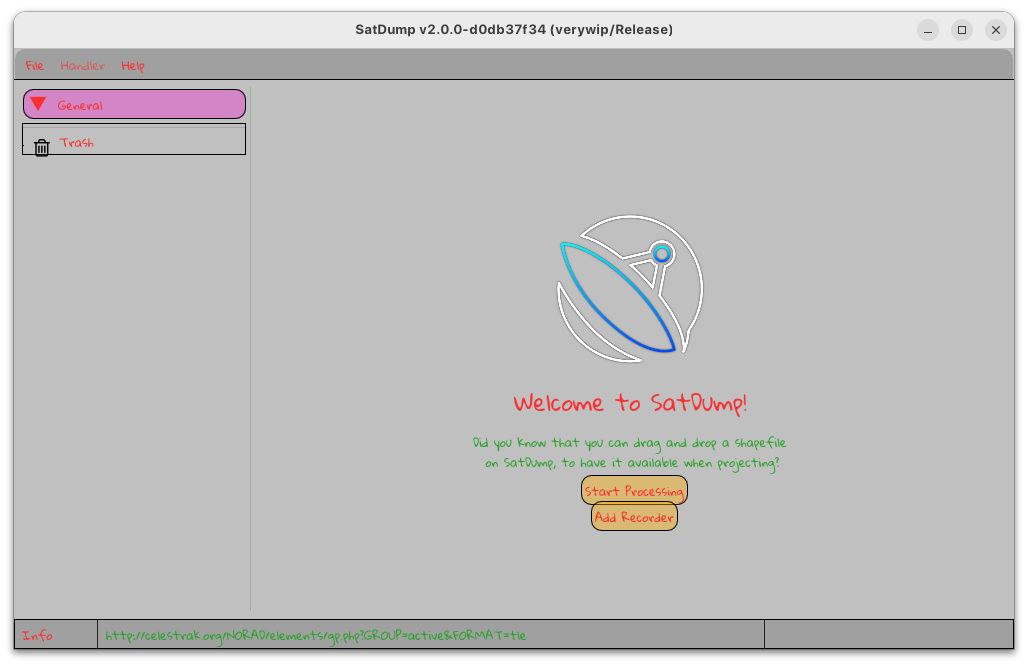 SatDump v2.0.0-d0db37f34 (verywip/Release)
File Handler Help
General
Trash
Welcome to SatDump!
Did you know that you can drag and drop a shapefile
on SatDump, to have it available when projecting?
Start Processing
Add Recorder
Info http://celestrak.org/NORAD/elements/gp.php?GROUP=active&FORMAT=tle